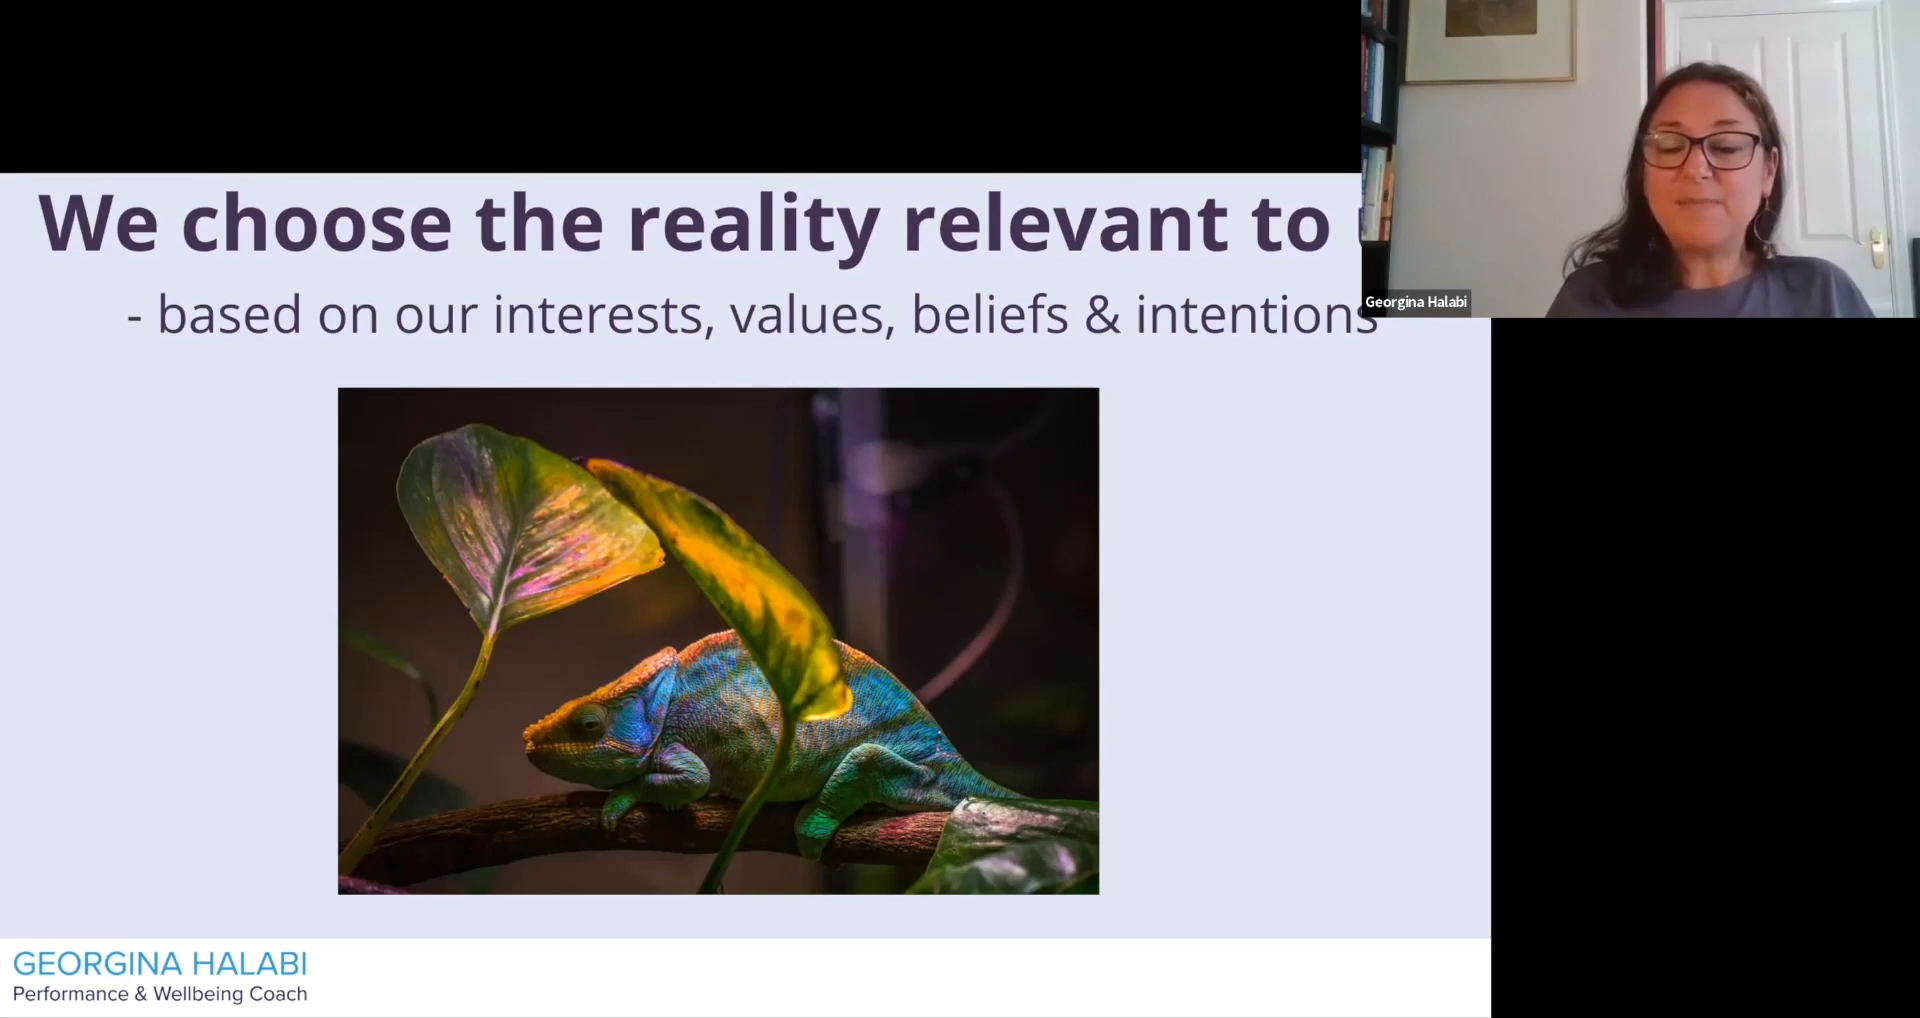 We choose the reality relevant to
- based on our interests, values, beliefs & intentions
Georgina Halabi
GEORGINA HALABI
Performance & Wellbeing Coach